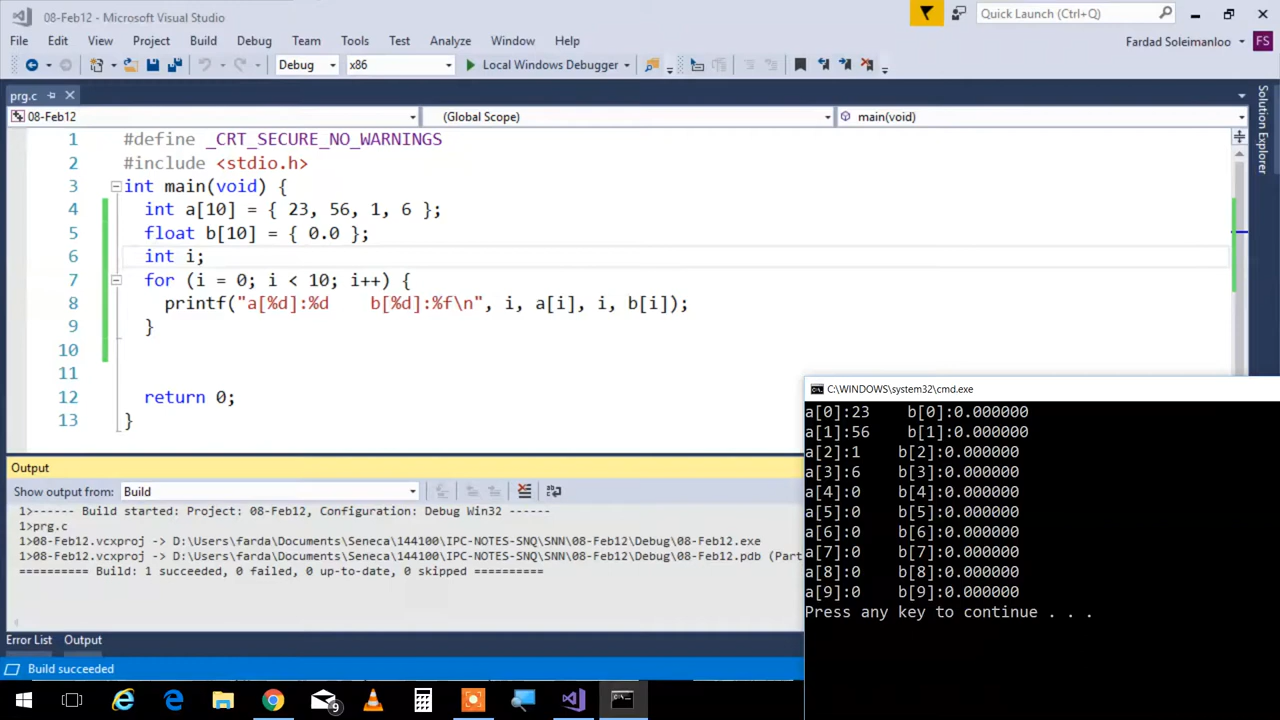 08-Feb12 - Microsoft Visual Studio
Quick Launch (Ctrl+Q)
File Edit View Project Build Debug Team Tools Test Analyze Window Help
Fardad Soleimanloo FS
Debug x86 Local Windows Debugger
prg.c
08-Feb12 (Global Scope) main(void)
Solution Explorer
1 #define _CRT_SECURE_NO_WARNINGS
2 #include <stdio.h>
3 int main(void) {
4 int a[10] = { 23, 56, 1, 6 };
5 float b[10] = { 0.0 };
6 int i;
7 for (i = 0; i < 10; i++) {
8 printf("a[%d]:%d    b[%d]:%f\n", i, a[i], i, b[i]);
9 }
10
11
12 return 0;
13 }
Output
Show output from: Build
1>------ Build started: Project: 08-Feb12, Configuration: Debug Win32 ------
1>prg.c
1>08-Feb12.vcxproj -> D:\Users\farda\Documents\Seneca\144100\IPC-NOTES-SNQ\SNN\08-Feb12\Debug\08-Feb12.exe
1>08-Feb12.vcxproj -> D:\Users\farda\Documents\Seneca\144100\IPC-NOTES-SNQ\SNN\08-Feb12\Debug\08-Feb12.pdb (Part
========== Build: 1 succeeded, 0 failed, 0 up-to-date, 0 skipped ==========
Error List Output
Build succeeded
C:\WINDOWS\system32\cmd.exe
a[0]:23    b[0]:0.000000
a[1]:56    b[1]:0.000000
a[2]:1    b[2]:0.000000
a[3]:6    b[3]:0.000000
a[4]:0    b[4]:0.000000
a[5]:0    b[5]:0.000000
a[6]:0    b[6]:0.000000
a[7]:0    b[7]:0.000000
a[8]:0    b[8]:0.000000
a[9]:0    b[9]:0.000000
Press any key to continue . . .
9